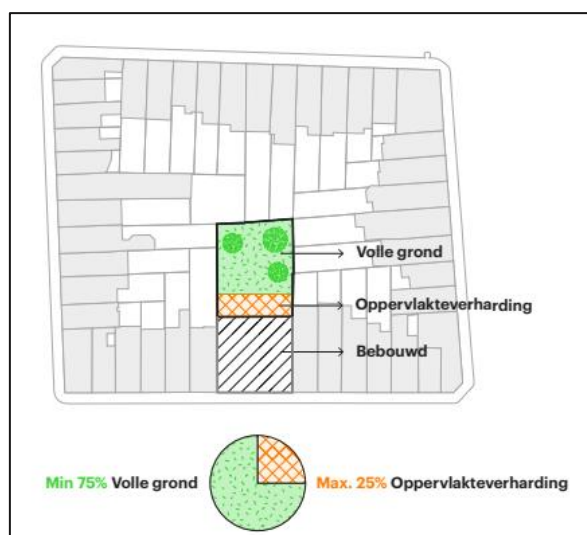 Volle grond
Oppervlakteverharding
Bebouwd
Min 75% Volle grond
Max. 25% Oppervlakteverharding